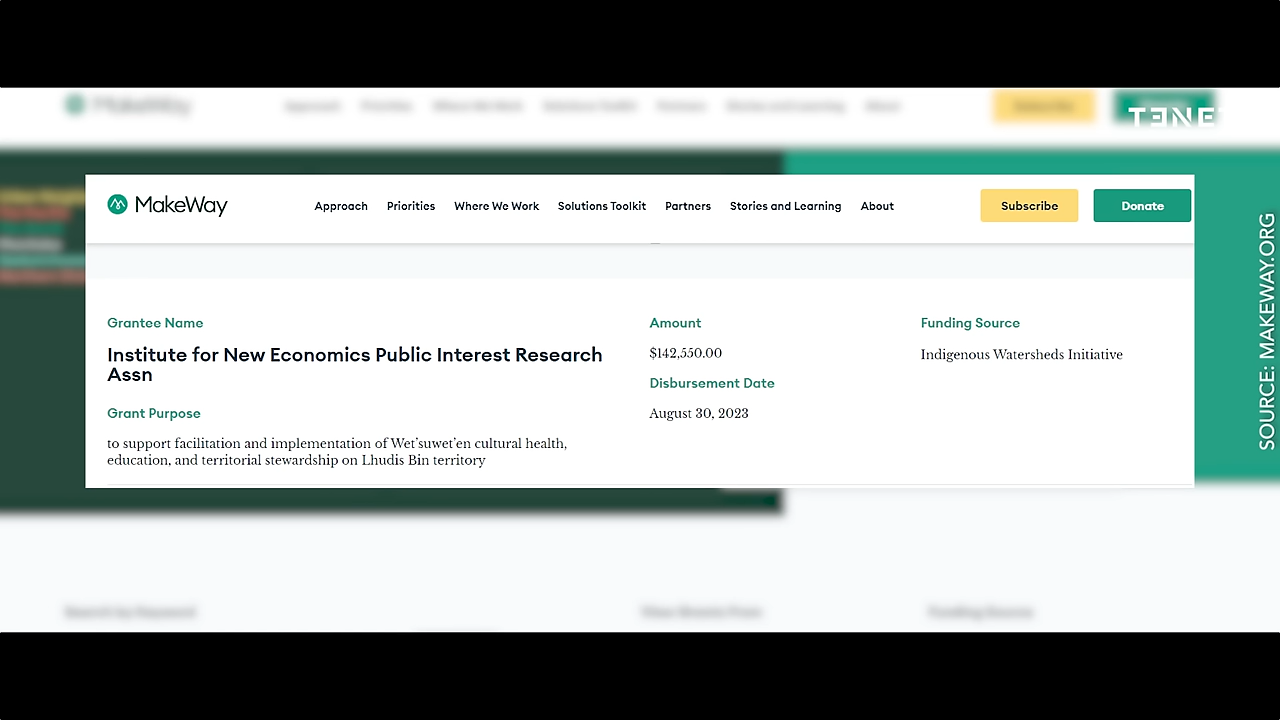 TENE
MakeWay
Approach Priorities Where We Work Solutions Toolkit Partners Stories and Learning About
Subscribe
Donate
Grantee Name
Institute for New Economics Public Interest Research
Assn
Grant Purpose
to support facilitation and implementation of Wet'suwet'en cultural health,
education, and territorial stewardship on Lhudis Bin territory
Amount
$142,550.00
Disbursement Date
August 30, 2023
Funding Source
Indigenous Watersheds Initiative
SOURCE: MAKEWAY.ORG